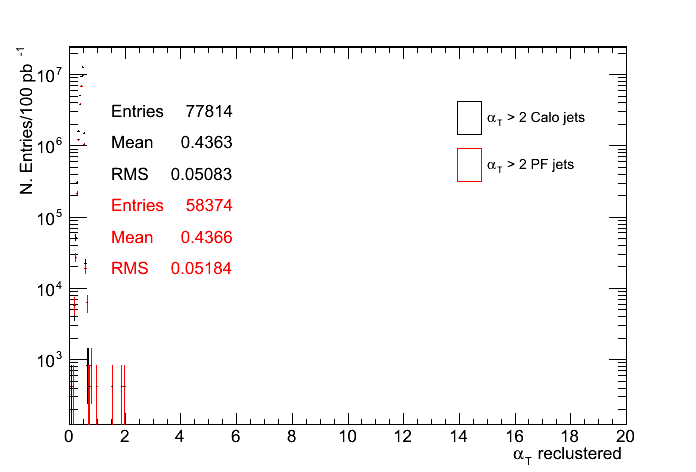 N. Entries/100 pb⁻¹
10⁷
10⁶
10⁵
10⁴
10³
Entries 77814
Mean 0.4363
RMS 0.05083
Entries 58374
Mean 0.4366
RMS 0.05184
α_T > 2 Calo jets
α_T > 2 PF jets
0 2 4 6 8 10 12 14 16 18 20
α_T reclustered